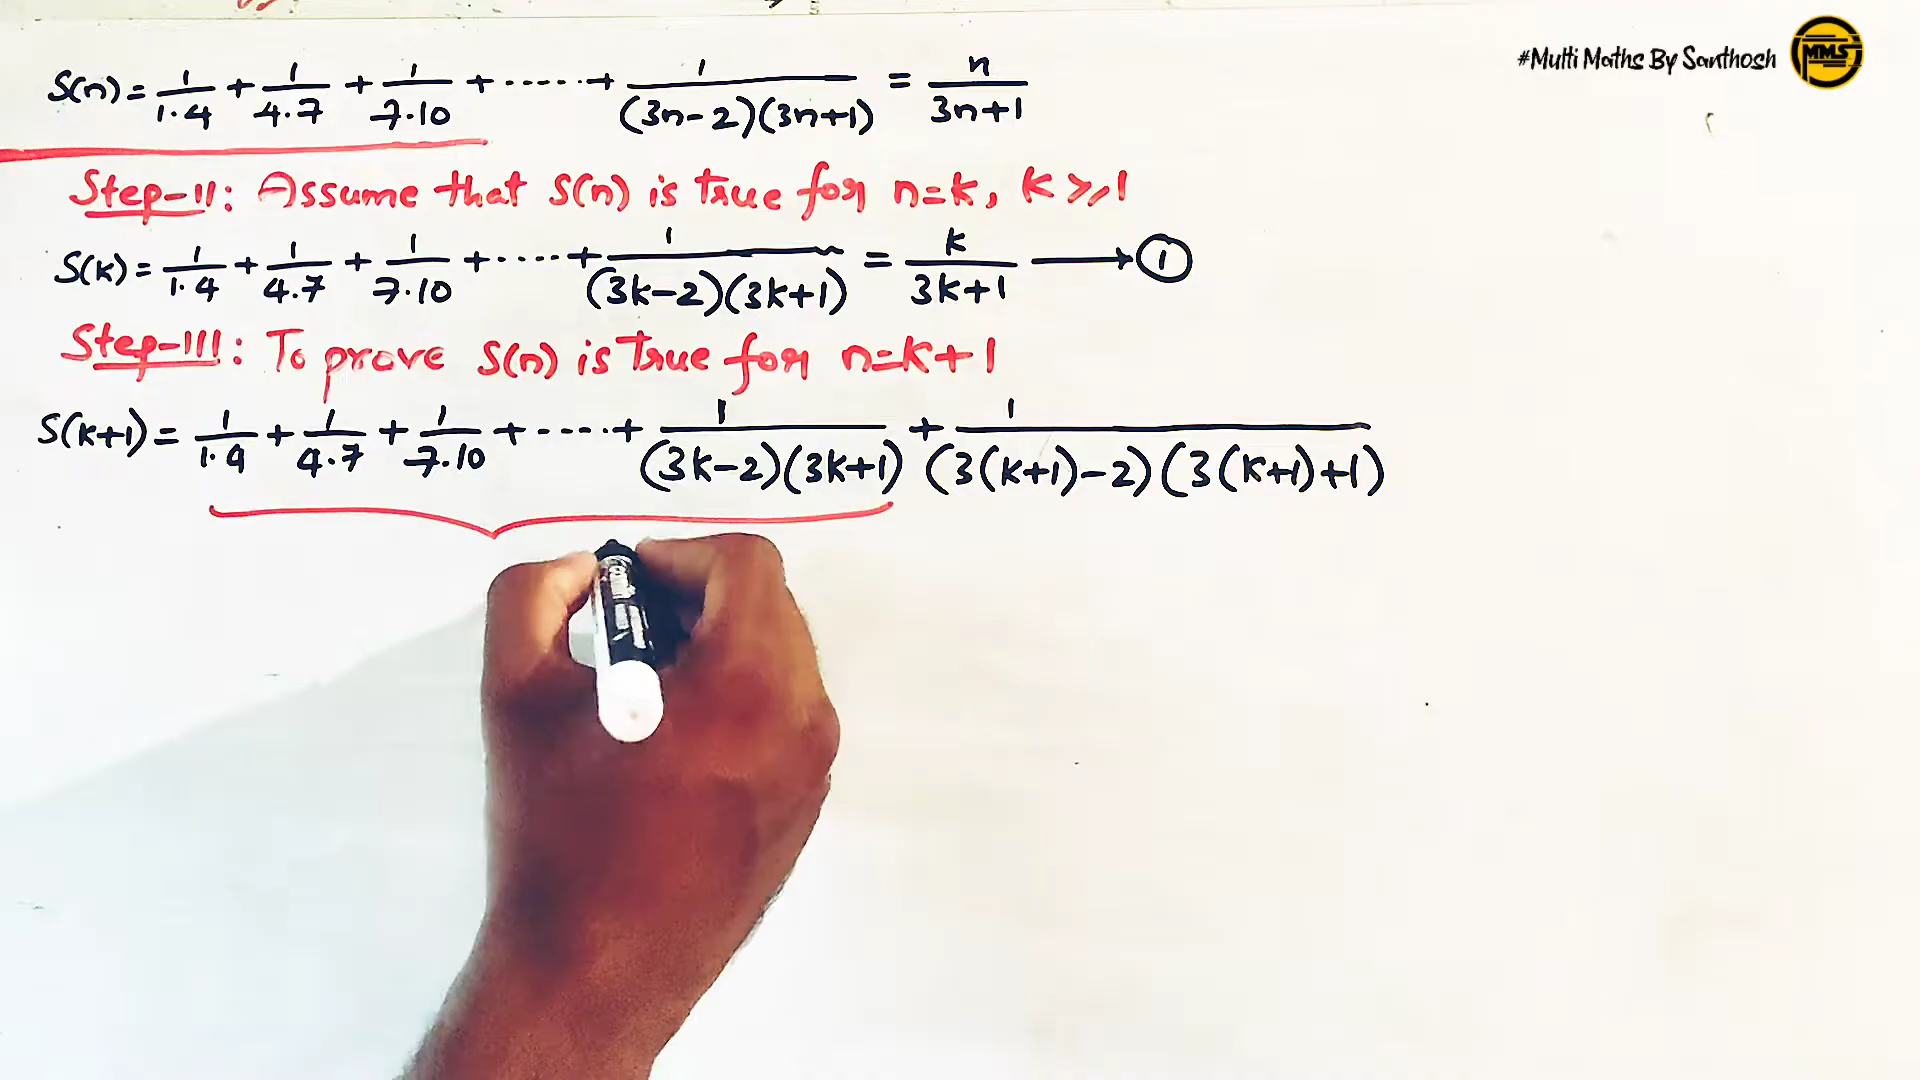 #Multi Maths By Santhosh
MMS
S(n) = 1/1.4 + 1/4.7 + 1/7.10 + ..... + 1/(3n-2)(3n+1) = n/3n+1
Step-II: Assume that S(n) is true for n=k, k≥1
S(k) = 1/1.4 + 1/4.7 + 1/7.10 + ..... + 1/(3k-2)(3k+1) = k/3k+1 → ①
Step-III: To prove S(n) is true for n=k+1
S(k+1) = 1/1.4 + 1/4.7 + 1/7.10 + ..... + 1/(3k-2)(3k+1) + 1/(3(k+1)-2)(3(k+1)+1)